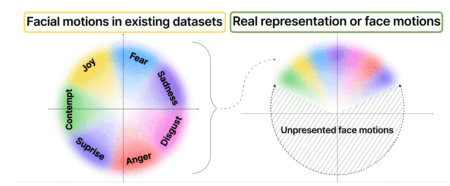 Facial motions in existing datasets
Real representation or face motions
Joy
Fear
Sadness
Disgust
Anger
Suprise
Contempt
Unpresented face motions